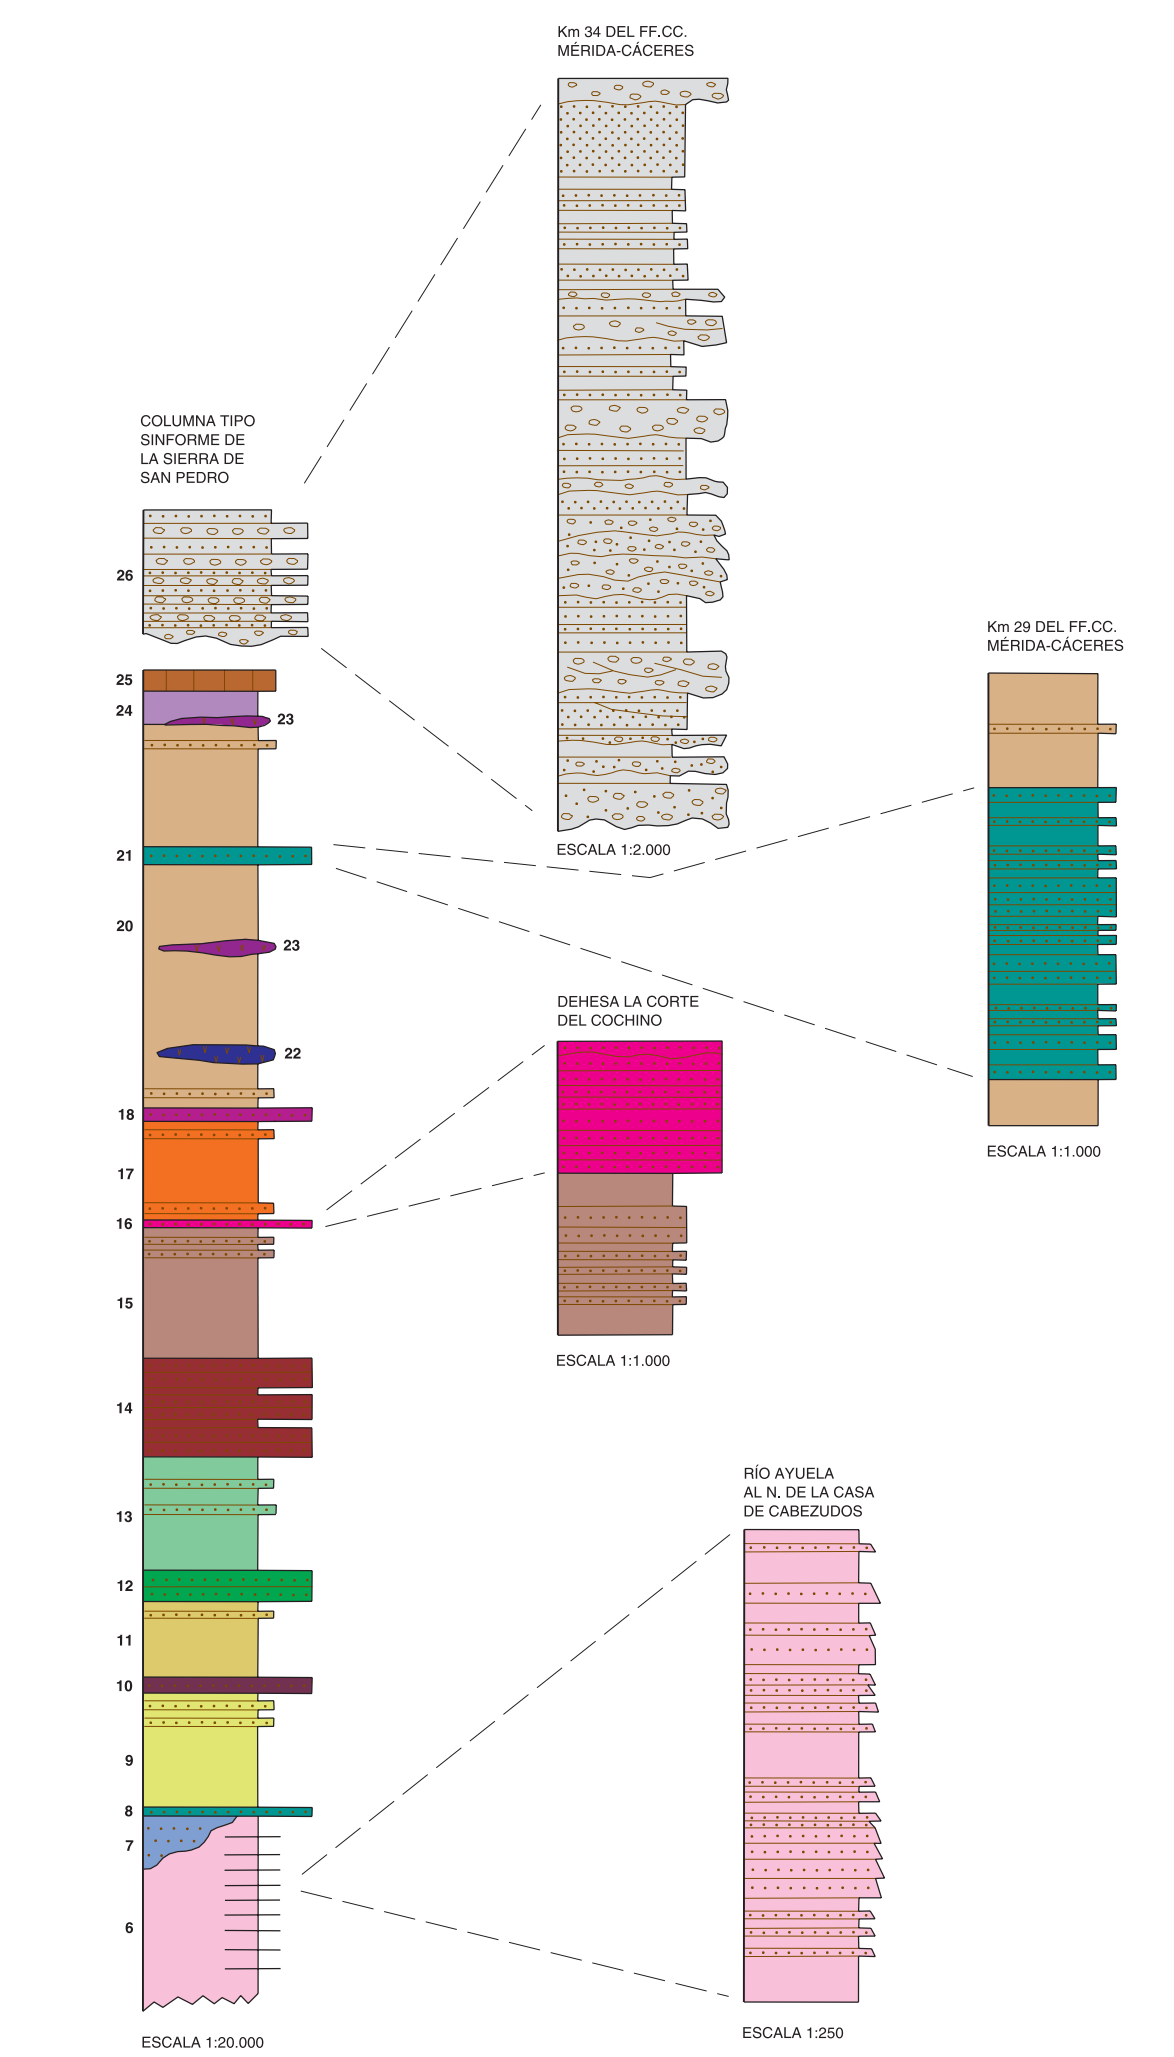 Km 34 DEL FF.CC.
MÉRIDA-CÁCERES
COLUMNA TIPO
SINFORME DE
LA SIERRA DE
SAN PEDRO
26
25
24
23
21
20
23
22
18
17
16
15
14
13
12
11
10
9
8
7
6
ESCALA 1:20.000
ESCALA 1:2.000
Km 29 DEL FF.CC.
MÉRIDA-CÁCERES
ESCALA 1:1.000
DEHESA LA CORTE
DEL COCHINO
ESCALA 1:1.000
RÍO AYUELA
AL N. DE LA CASA
DE CABEZUDOS
ESCALA 1:250